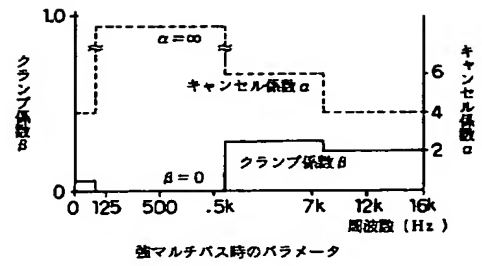 1.0
α=∞
キャンセル係数α
クランプ係数β
β=0
クランプ係数β
キャンセル係数α
6
4
2
0
0 125 500 .5k 7k 12k 16k
周波数 (Hz)
強マルチパス時のパラメータ